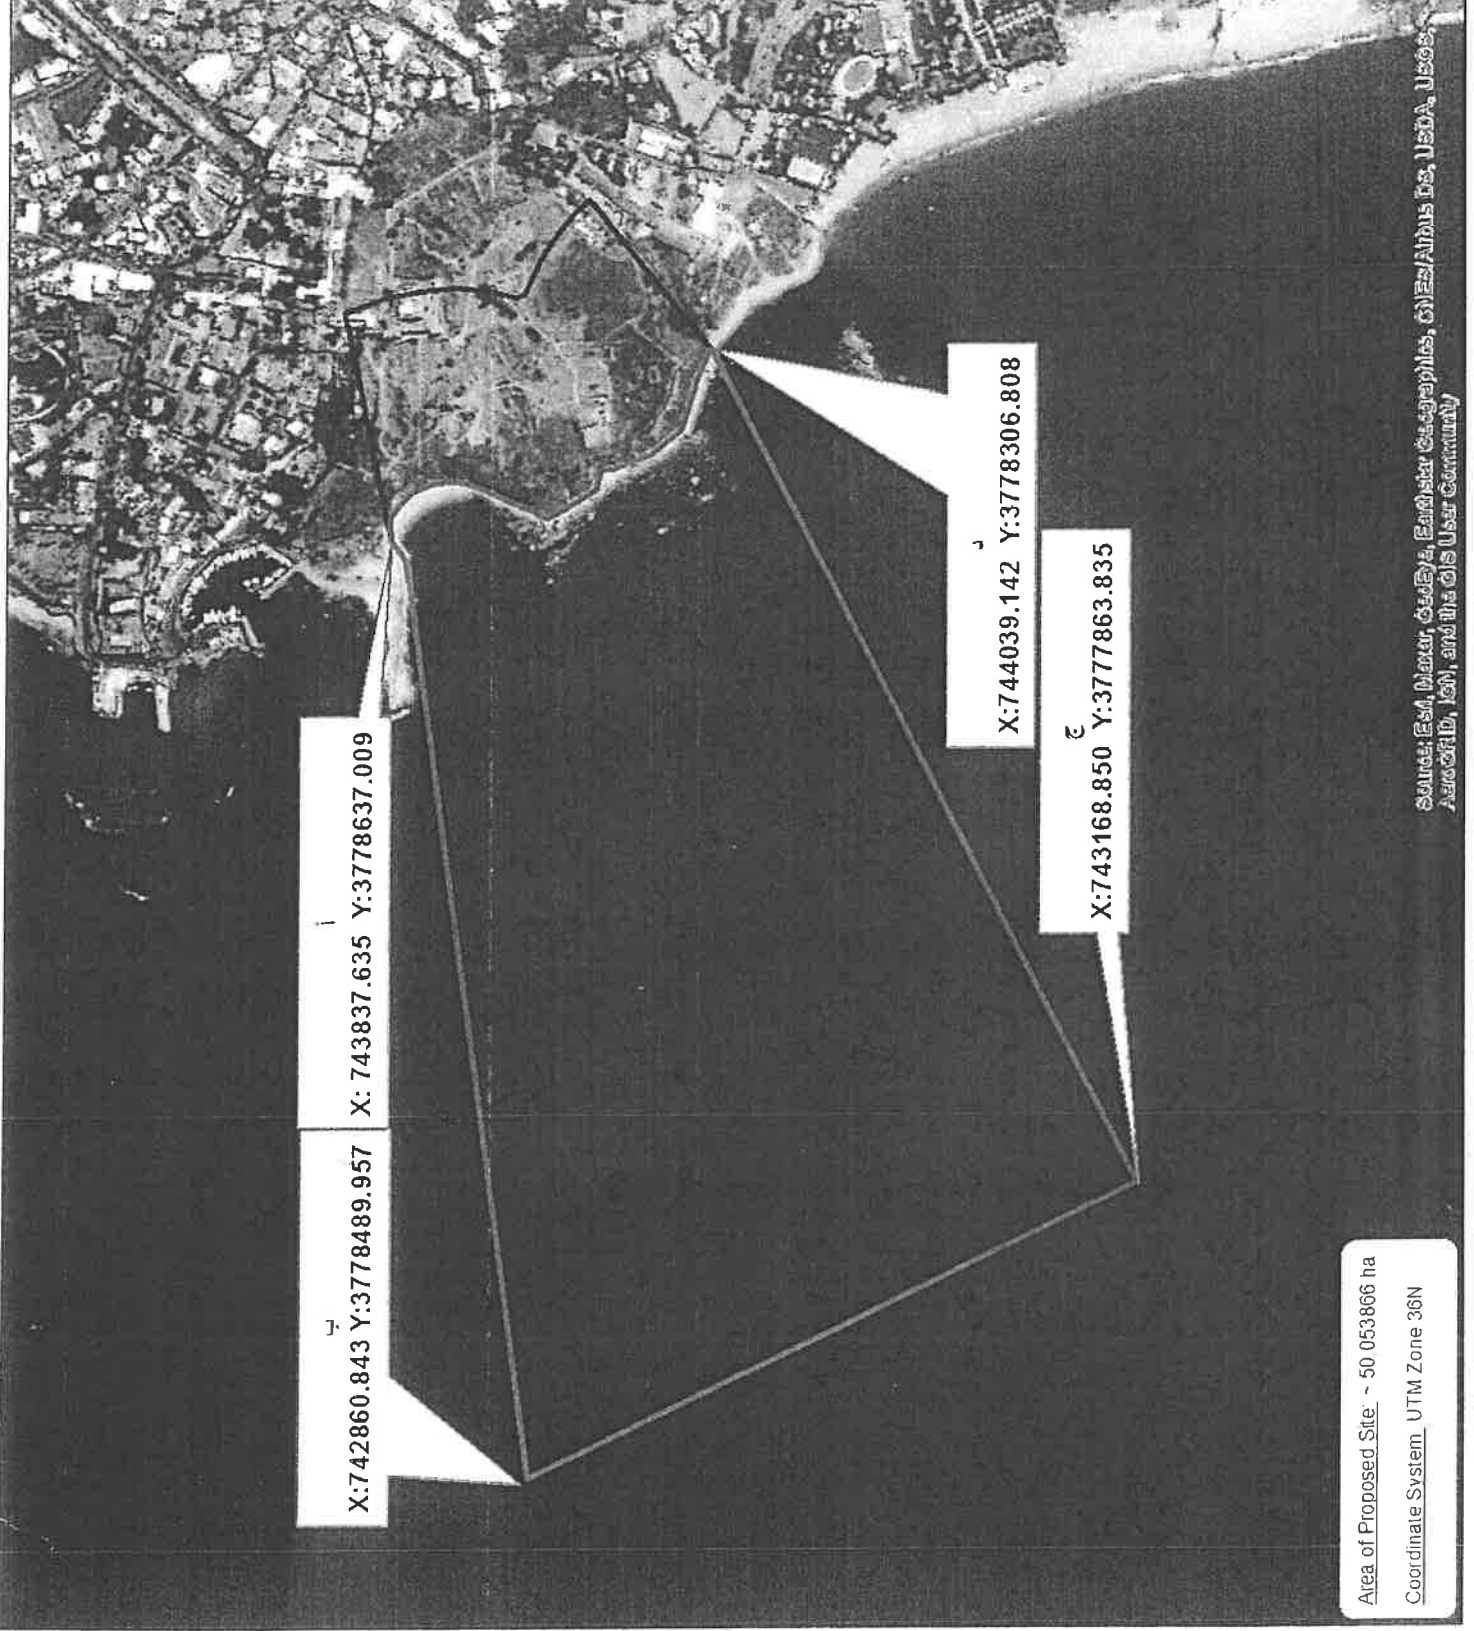 ب
X:742860.843 Y:3778489.957
ا
X: 743837.635 Y:3778637.009
د
X:744039.142 Y:3778306.808
ج
X:743168.850 Y:3777863.835
Area of Proposed Site: ~ 50 053866 ha
Coordinate System UTM Zone 36N
Source: Esri, Maxar, GeoEye, Earthstar Geographics, CNES/Airbus DS, USDA, USGS,
AeroGRID, IGN, and the GIS User Community